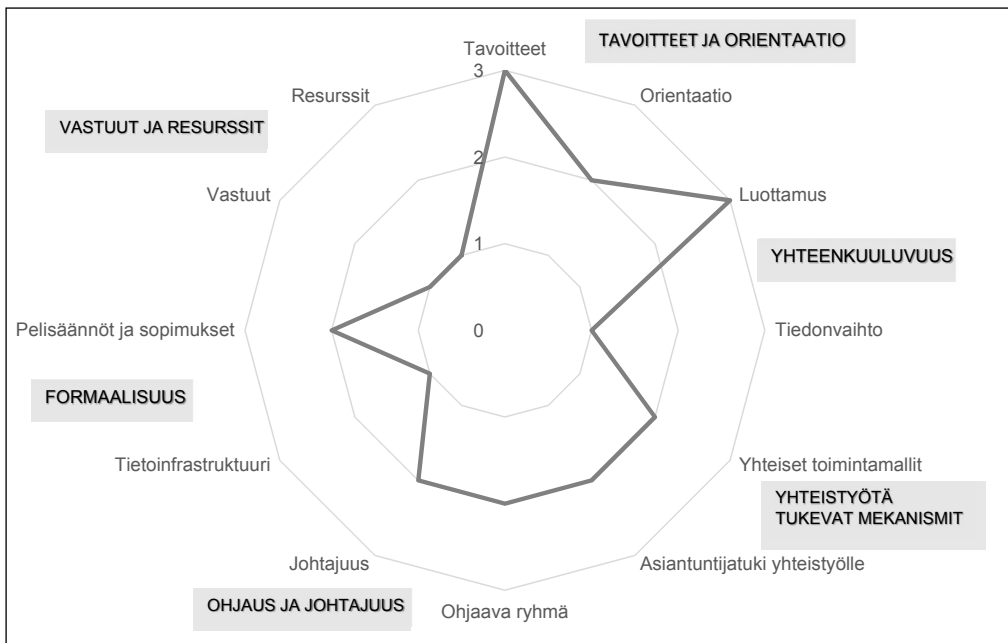 Tavoitteet
TAVOITTEET JA ORIENTAATIO
3
Resurssit
Orientaatio
VASTUUT JA RESURSSIT
2
Vastuut
Luottamus
1
YHTEENKUULUVUUS
Pelisäännöt ja sopimukset
0
Tiedonvaihto
FORMAALISUUS
Tietoinfrastruktuuri
Yhteiset toimintamallit
YHTEISTYÖTÄ
TUKEVAT MEKANISMIT
Johtajuus
Asiantuntijatuki yhteistyölle
OHJAUS JA JOHTAJUUS
Ohjaava ryhmä